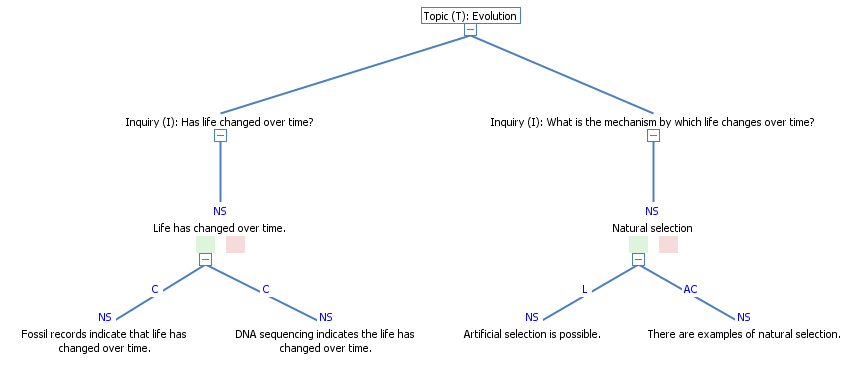 Topic (T): Evolution
Inquiry (I): Has life changed over time?
Inquiry (I): What is the mechanism by which life changes over time?
NS
NS
Life has changed over time.
Natural selection
C
C
L
AC
NS
NS
NS
NS
Fossil records indicate that life has
changed over time.
DNA sequencing indicates the life has
changed over time.
Artificial selection is possible.
There are examples of natural selection.